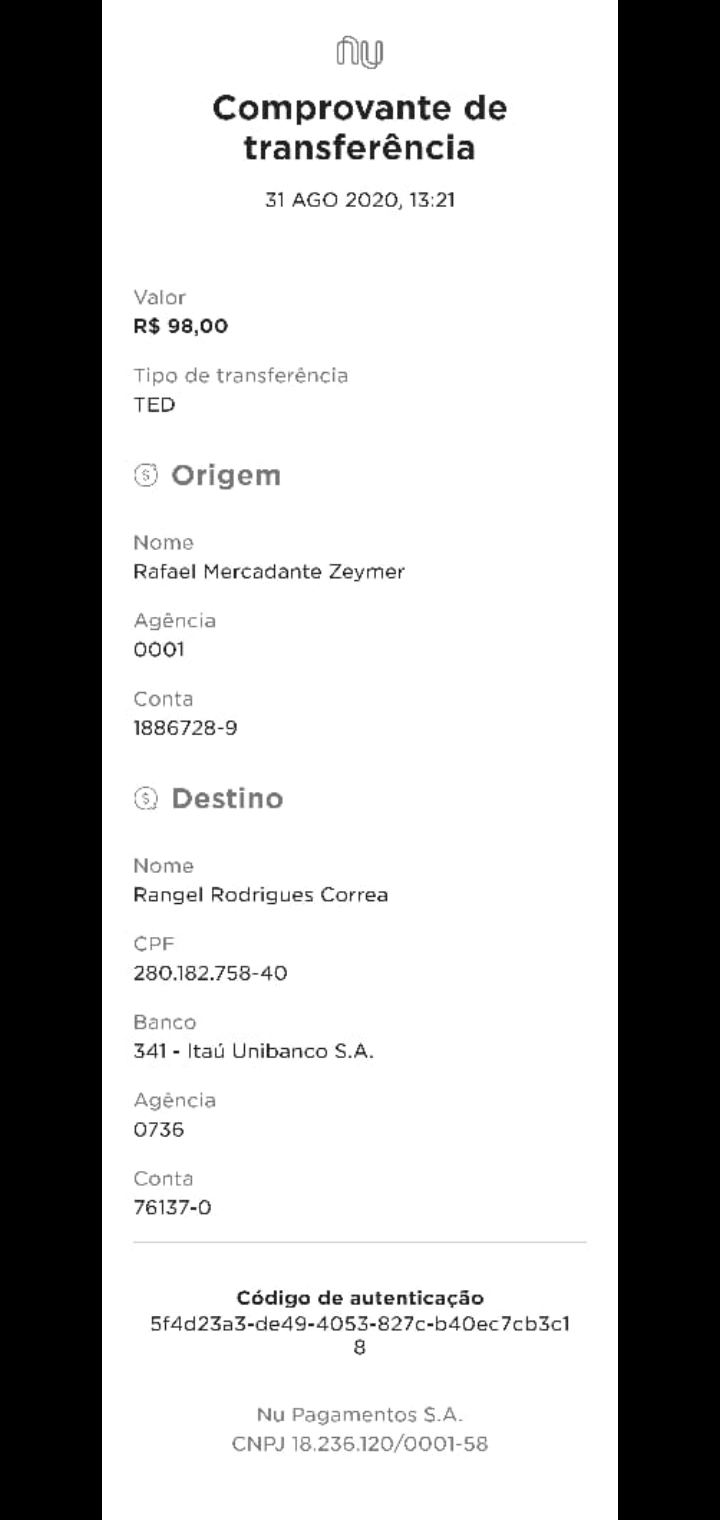 nu
Comprovante de
transferência
31 AGO 2020, 13:21
Valor
R$ 98,00
Tipo de transferência
TED
Origem
Nome
Rafael Mercadante Zeymer
Agência
0001
Conta
1886728-9
Destino
Nome
Rangel Rodrigues Correa
CPF
280.182.758-40
Banco
341 - Itaú Unibanco S.A.
Agência
0736
Conta
76137-0
Código de autenticação
5f4d23a3-de49-4053-827c-b40ec7cb3c1
8
Nu Pagamentos S.A.
CNPJ 18.236.120/0001-58